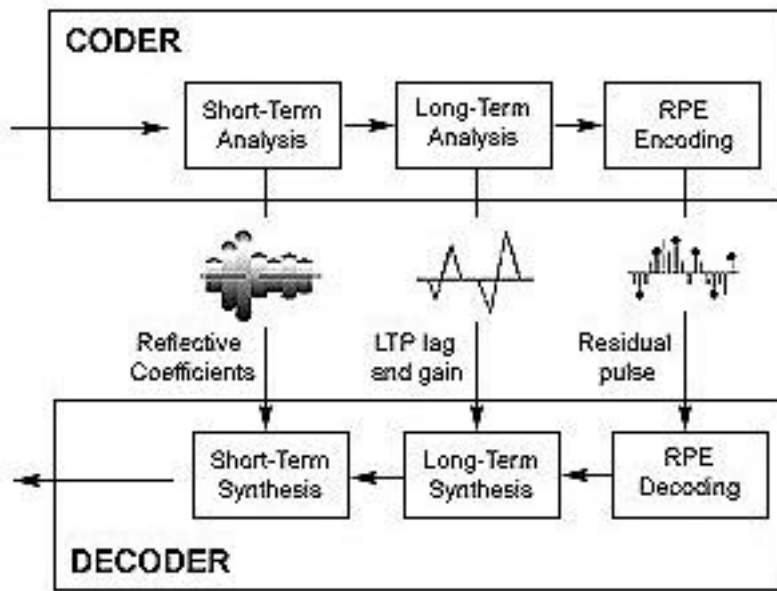 CODER
Short-Term
Analysis
Long-Term
Analysis
RPE
Encoding
Reflective
Coefficients
LTP lag
end gain
Residual
pulse
Short-Term
Synthesis
Long-Term
Synthesis
RPE
Decoding
DECODER